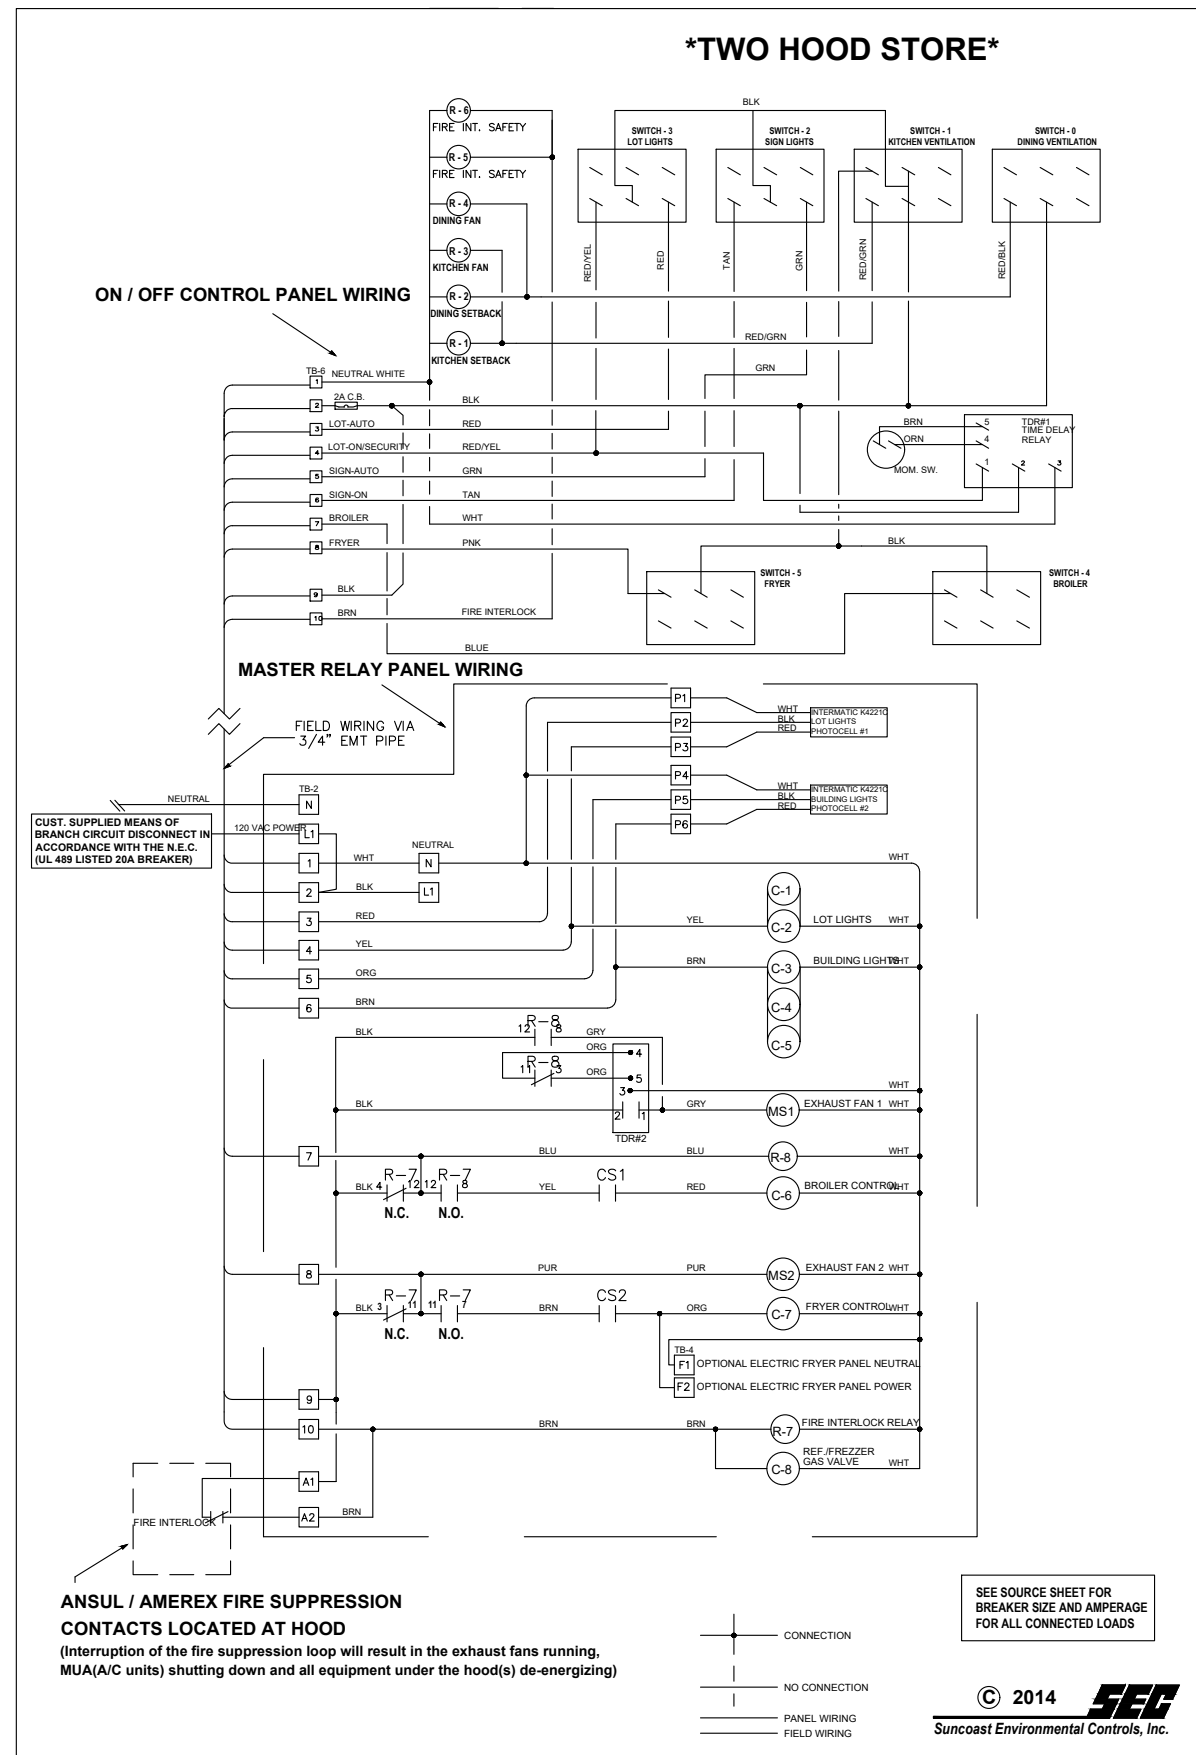 *TWO HOOD STORE*
BLK
R - 6
FIRE INT. SAFETY
R - 5
FIRE INT. SAFETY
R - 4
DINING FAN
R - 3
KITCHEN FAN
R - 2
DINING SETBACK
R - 1
KITCHEN SETBACK
SWITCH - 3
LOT LIGHTS
SWITCH - 2
SIGN LIGHTS
SWITCH - 1
KITCHEN VENTILATION
SWITCH - 0
DINING VENTILATION
RED/YEL
RED
TAN
GRN
RED/GRN
RED/BLK
ON / OFF CONTROL PANEL WIRING
RED/GRN
GRN
TB-6
1 NEUTRAL WHITE
2 2A C.B. BLK
3 LOT-AUTO RED
4 LOT-ON/SECURITY RED/YEL
5 SIGN-AUTO GRN
6 SIGN-ON TAN
7 BROILER WHT
8 FRYER PNK
9 BLK
10 BRN FIRE INTERLOCK
BRN
ORN
MOM. SW.
5 TDR#1
TIME DELAY
4 RELAY
1 2 3
BLK
SWITCH - 5
FRYER
SWITCH - 4
BROILER
BLUE
MASTER RELAY PANEL WIRING
FIELD WIRING VIA
3/4" EMT PIPE
P1
P2
P3
WHT
BLK
RED
INTERMATIC K4221C
LOT LIGHTS
PHOTOCELL #1
P4
P5
P6
WHT
BLK
RED
INTERMATIC K4221C
BUILDING LIGHTS
PHOTOCELL #2
NEUTRAL
TB-2
N
CUST. SUPPLIED MEANS OF
BRANCH CIRCUIT DISCONNECT IN
ACCORDANCE WITH THE N.E.C.
(UL 489 LISTED 20A BREAKER)
120 VAC POWER
L1
NEUTRAL
1 WHT N WHT
2 BLK L1
3 RED
4 YEL
5 ORG
6 BRN
C-1
YEL C-2 LOT LIGHTS WHT
BRN C-3 BUILDING LIGHTS WHT
C-4
C-5
BLK
R-8
12 8 GRY
ORG 4
R-8
11 3 ORG 5
3 WHT
BLK 2 1 GRY MS1 EXHAUST FAN 1 WHT
TDR#2
7 BLU BLU R-8 WHT
R-7 R-7 CS1
BLK 4 12 12 8 YEL RED C-6 BROILER CONTROL WHT
N.C. N.O.
8 PUR PUR MS2 EXHAUST FAN 2 WHT
R-7 R-7 CS2
BLK 3 11 11 7 BRN ORG C-7 FRYER CONTROL WHT
N.C. N.O.
TB-4
F1 OPTIONAL ELECTRIC FRYER PANEL NEUTRAL
F2 OPTIONAL ELECTRIC FRYER PANEL POWER
9
10 BRN BRN R-7 FIRE INTERLOCK RELAY
REF./FREZZER
C-8 GAS VALVE WHT
A1
A2 BRN
FIRE INTERLOCK
ANSUL / AMEREX FIRE SUPPRESSION
CONTACTS LOCATED AT HOOD
(Interruption of the fire suppression loop will result in the exhaust fans running,
MUA(A/C units) shutting down and all equipment under the hood(s) de-energizing)
CONNECTION
NO CONNECTION
PANEL WIRING
FIELD WIRING
SEE SOURCE SHEET FOR
BREAKER SIZE AND AMPERAGE
FOR ALL CONNECTED LOADS
© 2014 SEC
Suncoast Environmental Controls, Inc.